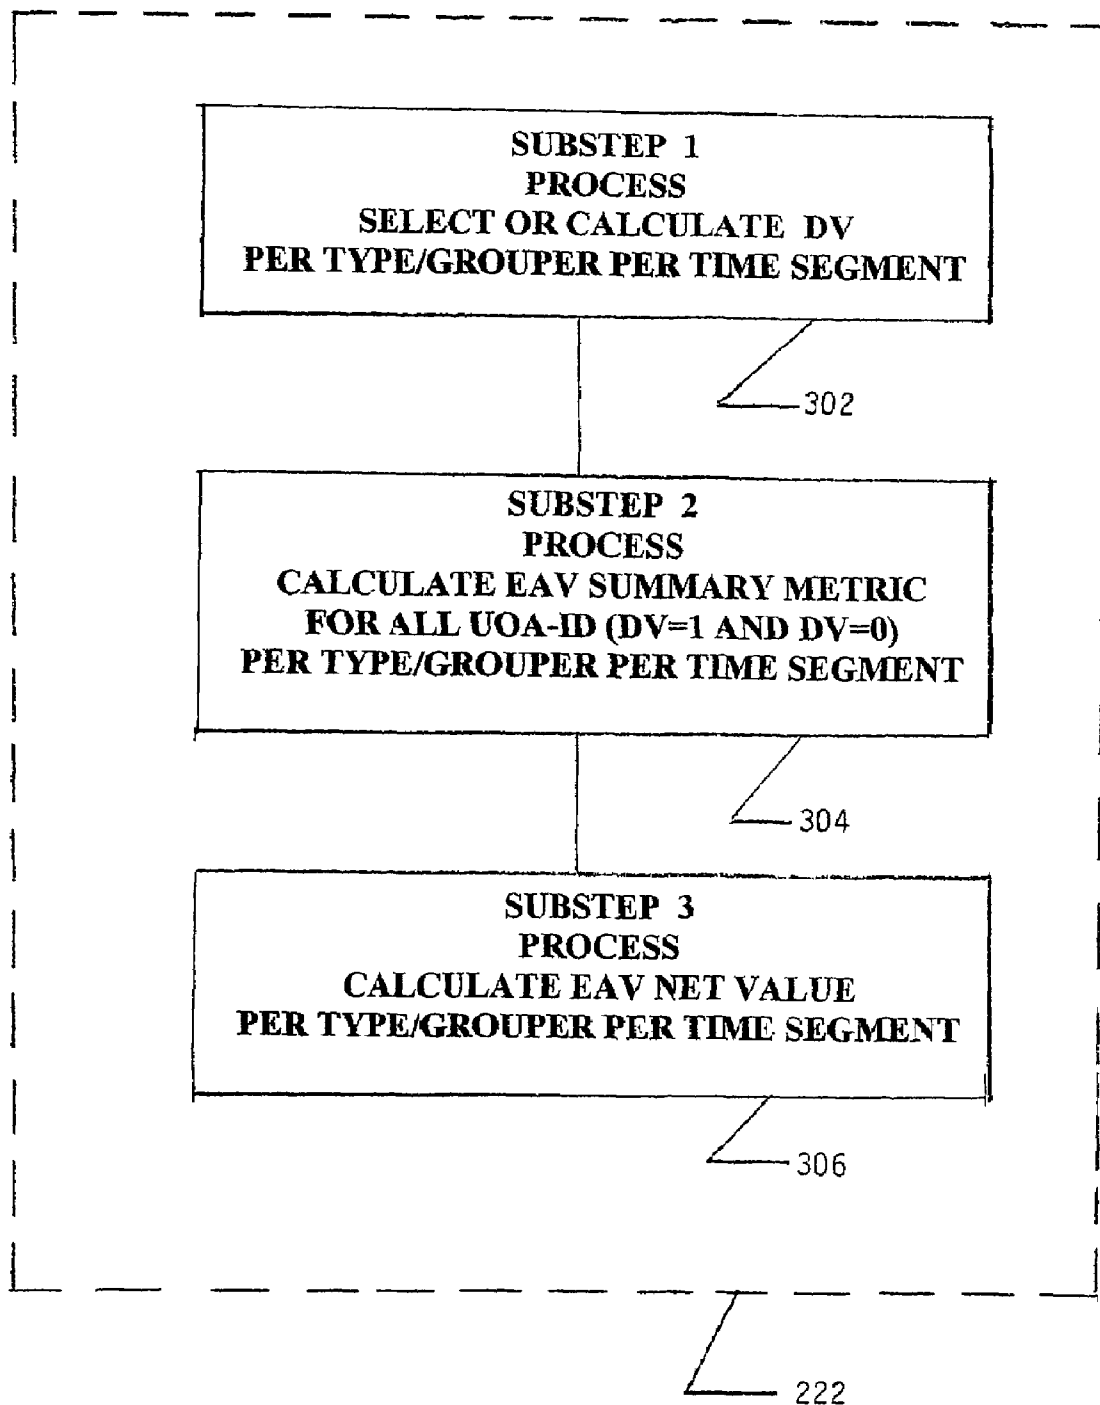 SUBSTEP 1
PROCESS
SELECT OR CALCULATE DV
PER TYPE/GROUPER PER TIME SEGMENT
302
SUBSTEP 2
PROCESS
CALCULATE EAV SUMMARY METRIC
FOR ALL UOA-ID (DV=1 AND DV=0)
PER TYPE/GROUPER PER TIME SEGMENT
304
SUBSTEP 3
PROCESS
CALCULATE EAV NET VALUE
PER TYPE/GROUPER PER TIME SEGMENT
306
222